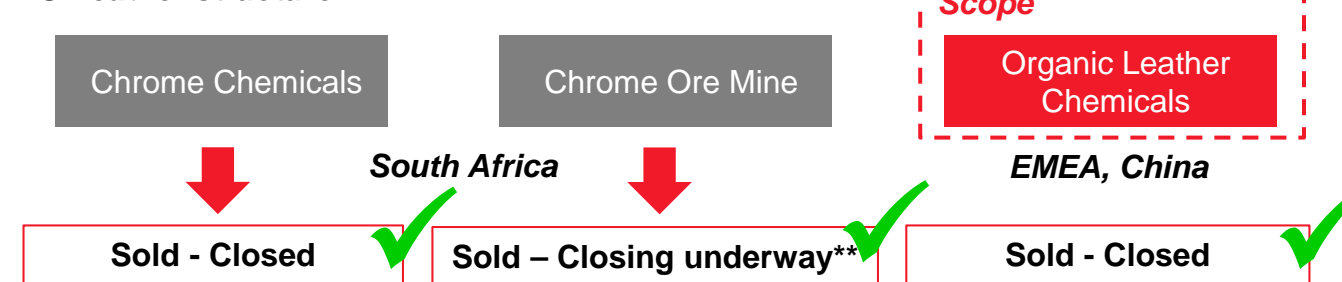 Scope
Chrome Chemicals
Chrome Ore Mine
Organic Leather
Chemicals
South Africa
EMEA, China
Sold - Closed
Sold – Closing underway**
Sold - Closed